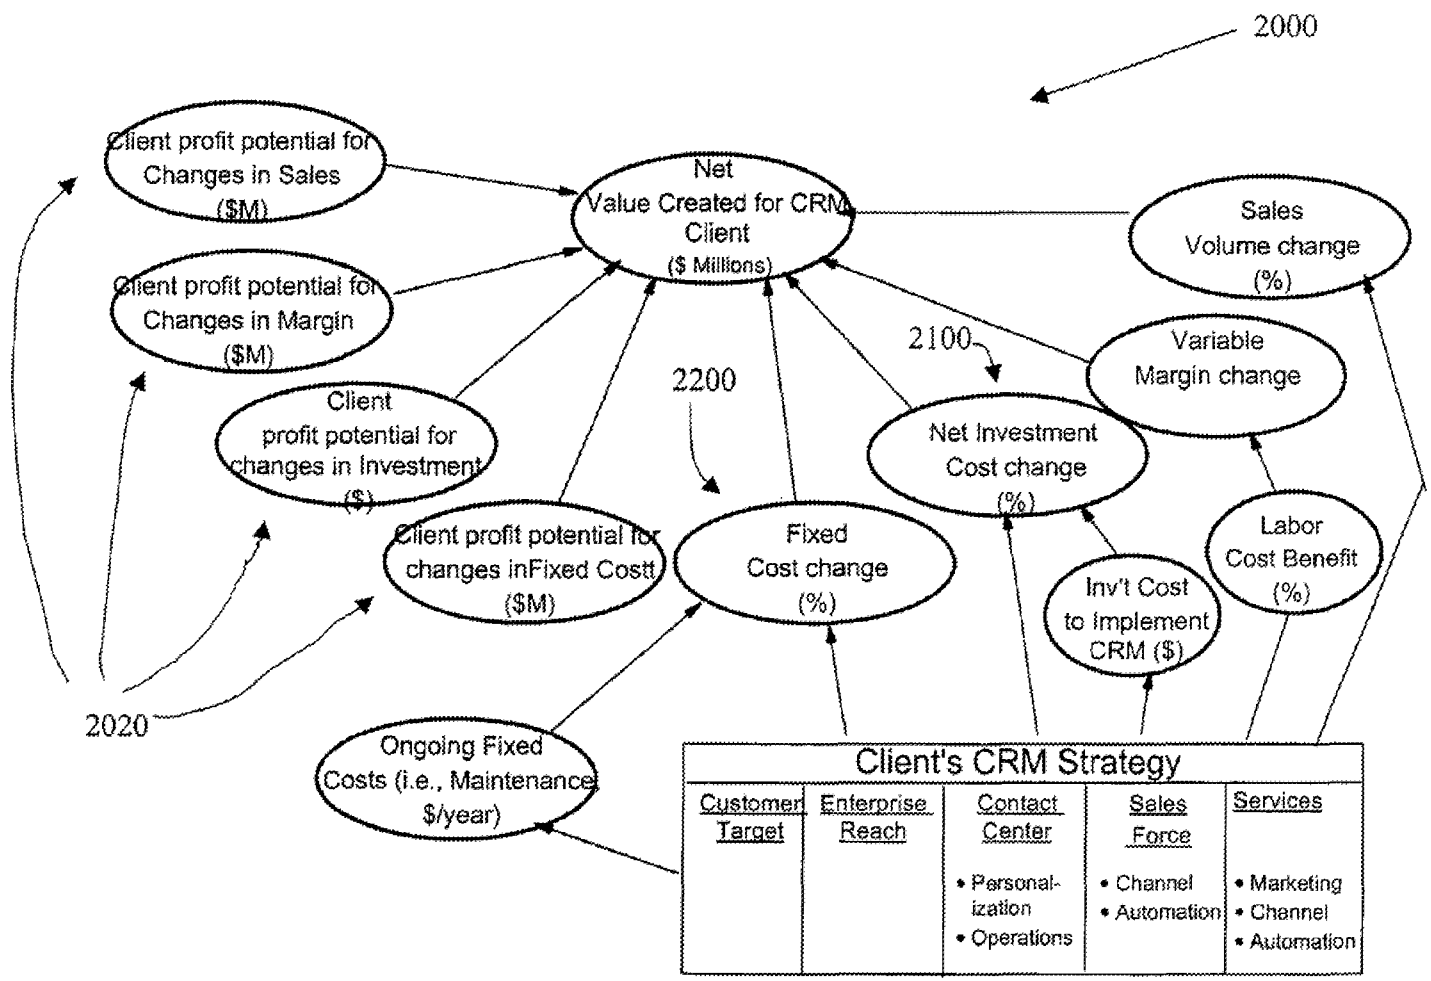 2000
Client profit potential for
Changes in Sales
($M)
Net
Value Created for CRM
Client
($ Millions)
Sales
Volume change
(%)
Client profit potential for
Changes in Margin
($M)
2100
Variable
Margin change
2200
Client
profit potential for
changes in Investment
($)
Net Investment
Cost change
(%)
Client profit potential for
changes inFixed Costt
($M)
Fixed
Cost change
(%)
Labor
Cost Benefit
(%)
Inv't Cost
to Implement
CRM ($)
2020
Ongoing Fixed
Costs (i.e., Maintenance,
$/year)
Client's CRM Strategy
Customer
Target
Enterprise
Reach
Contact
Center
• Personal-
ization
• Operations
Sales
Force
• Channel
• Automation
Services
• Marketing
• Channel
• Automation